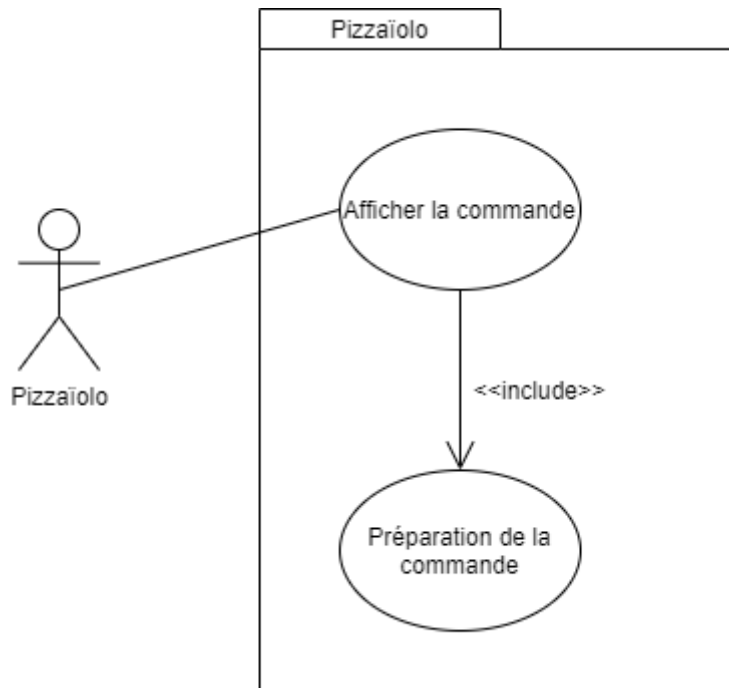 Pizzaïolo
Afficher la commande
Pizzaïolo
<<include>>
Préparation de la
commande